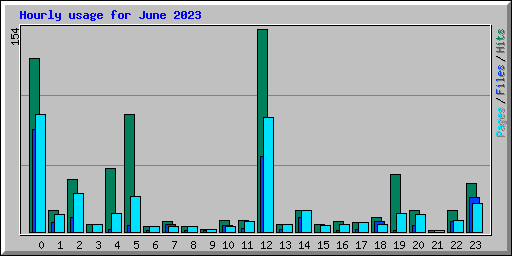 Hourly usage for June 2023
154
Pages/Files/Hits
0 1 2 3 4 5 6 7 8 9 10 11 12 13 14 15 16 17 18 19 20 21 22 23